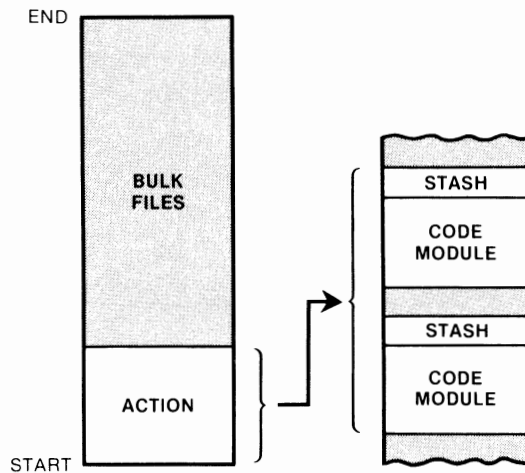 END
BULK
FILES
ACTION
START
STASH
CODE
MODULE
STASH
CODE
MODULE